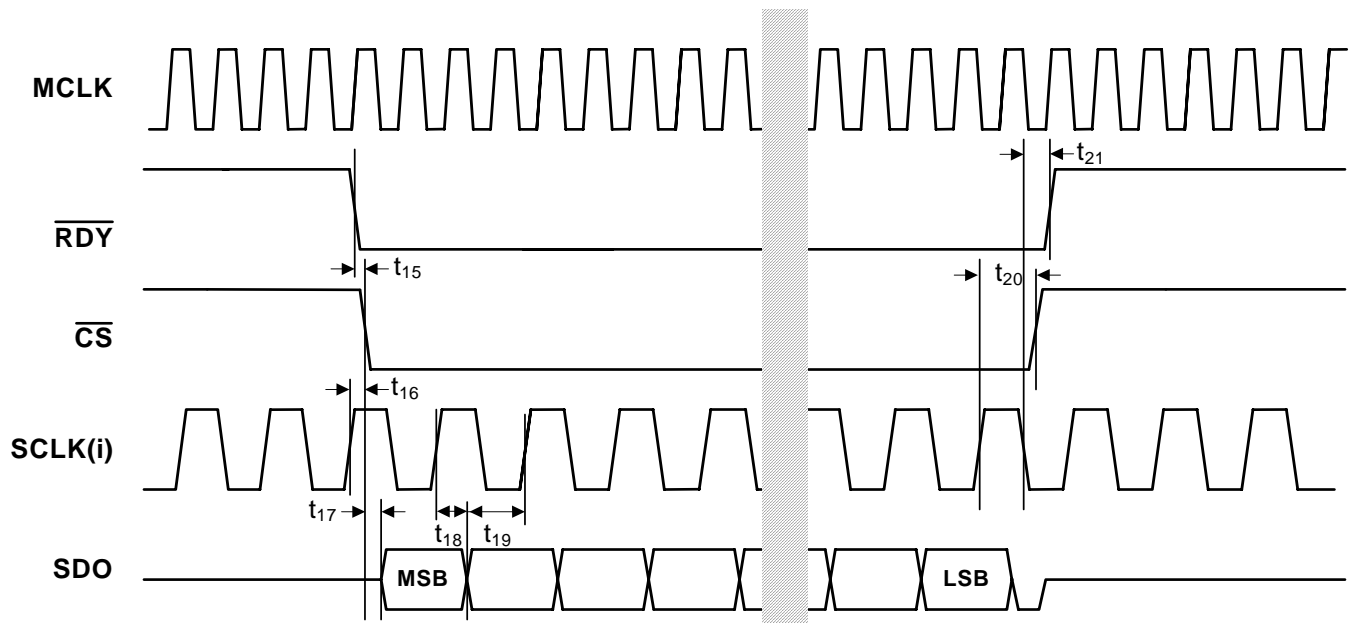 MCLK
t21
RDY
t15
t20
CS
t16
SCLK(i)
t17
t18
t19
SDO
MSB
LSB